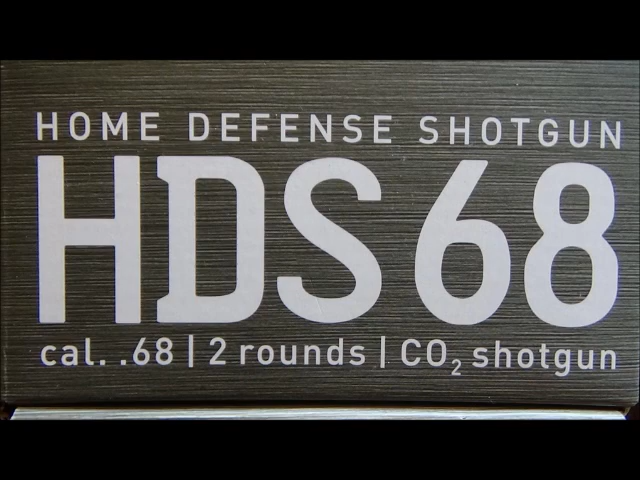 HOME DEFENSE SHOTGUN
HDS 68
cal. .68 | 2 rounds | CO₂ shotgun